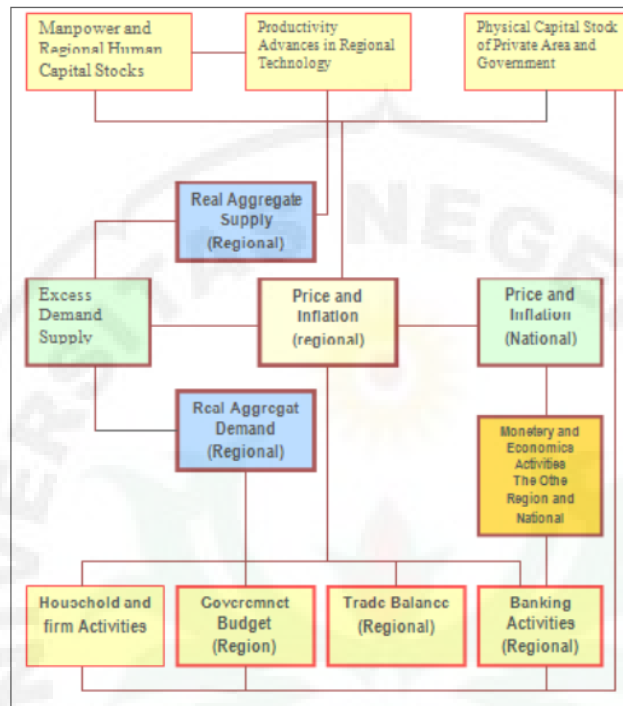 Manpower and
Regional Human
Capital Stocks
Productivity
Advances in Regional
Technology
Physical Capital Stock
of Private Area and
Government
Real Aggregate
Supply
(Regional)
Excess
Demand
Supply
Price and
Inflation
(regional)
Price and
Inflation
(National)
Real Aggregat
Demand
(Regional)
Monetery and
Economics
Activities
The Othe
Region and
National
Household and
firm Activities
Governmnet
Budget
(Region)
Trade Balance
(Regional)
Banking
Activities
(Regional)
VERSITAS NEGE